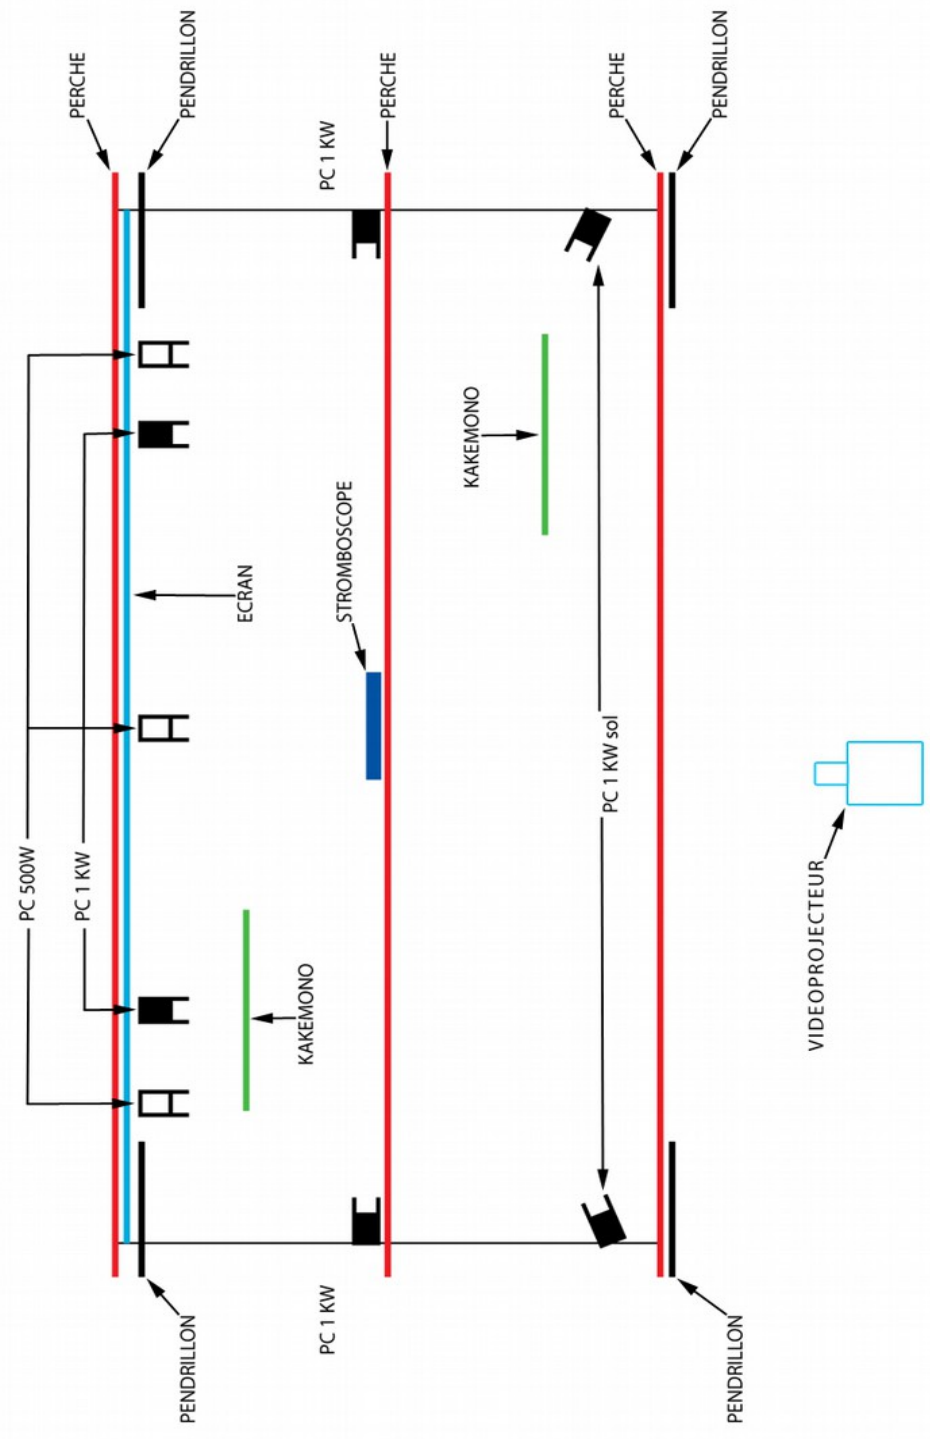 PC 500W
PC 1 KW
PERCHE
PENDRILLON
PENDRILLON
ECRAN
KAKEMONO
PC 1 KW
STROMBOSCOPE
PC 1 KW
PERCHE
KAKEMONO
PC 1 KW sol
PERCHE
PENDRILLON
PENDRILLON
VIDEOPROJECTEUR